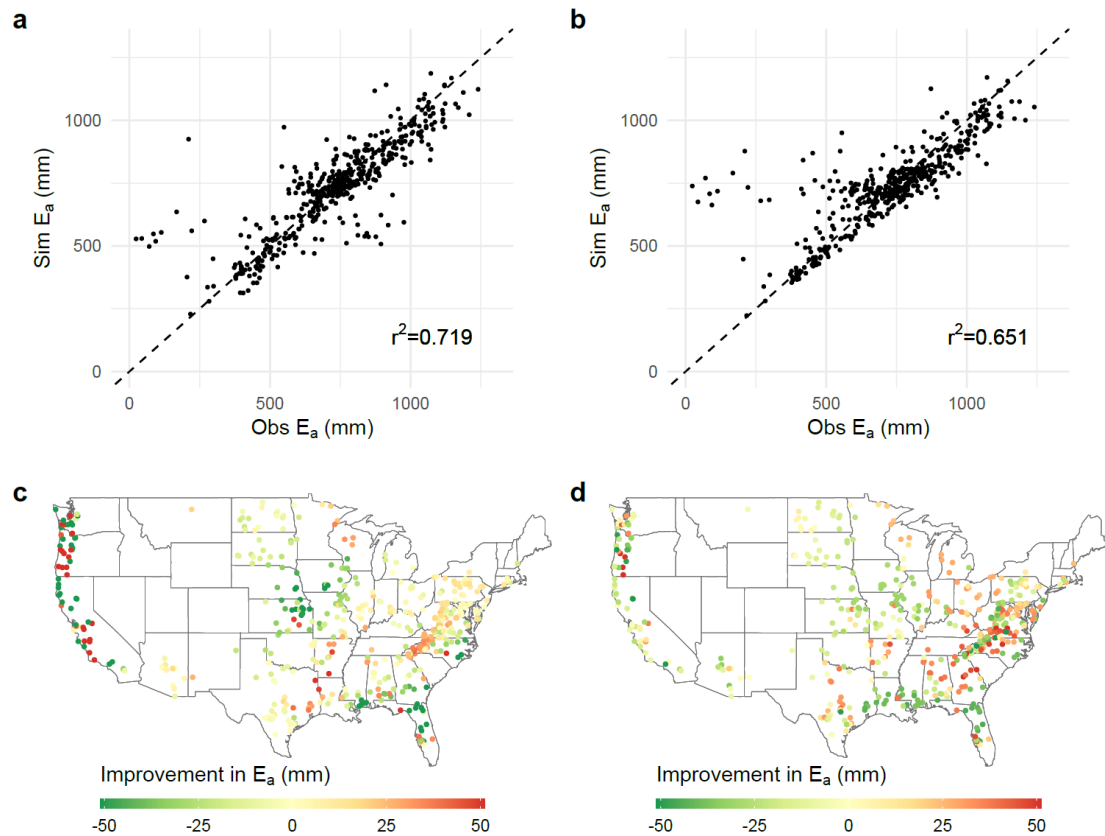 a
1000
500
0
Sim Ea (mm)
r²=0.719
0 500 1000
Obs Ea (mm)
b
1000
500
0
Sim Ea (mm)
r²=0.651
0 500 1000
Obs Ea (mm)
c
Improvement in Ea (mm)
-50 -25 0 25 50
d
Improvement in Ea (mm)
-50 -25 0 25 50